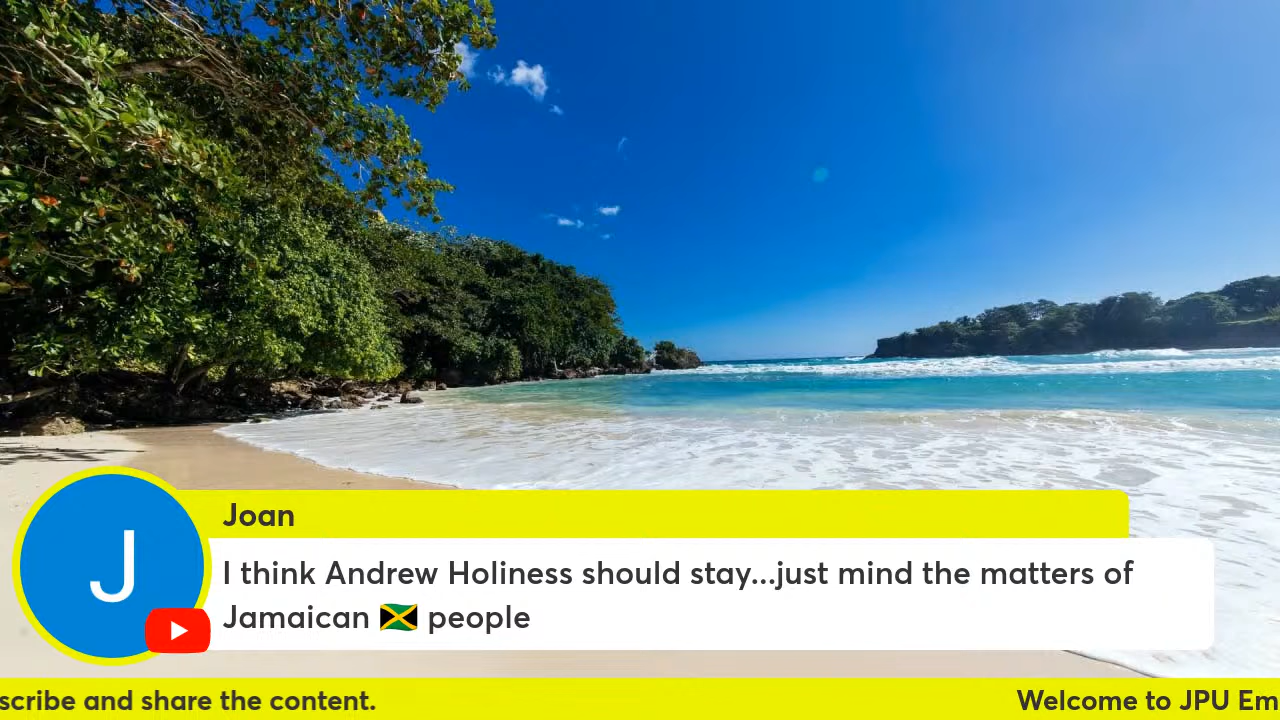 Joan
I think Andrew Holiness should stay...just mind the matters of
Jamaican 🇯🇲 people
J
scribe and share the content.
Welcome to JPU Em